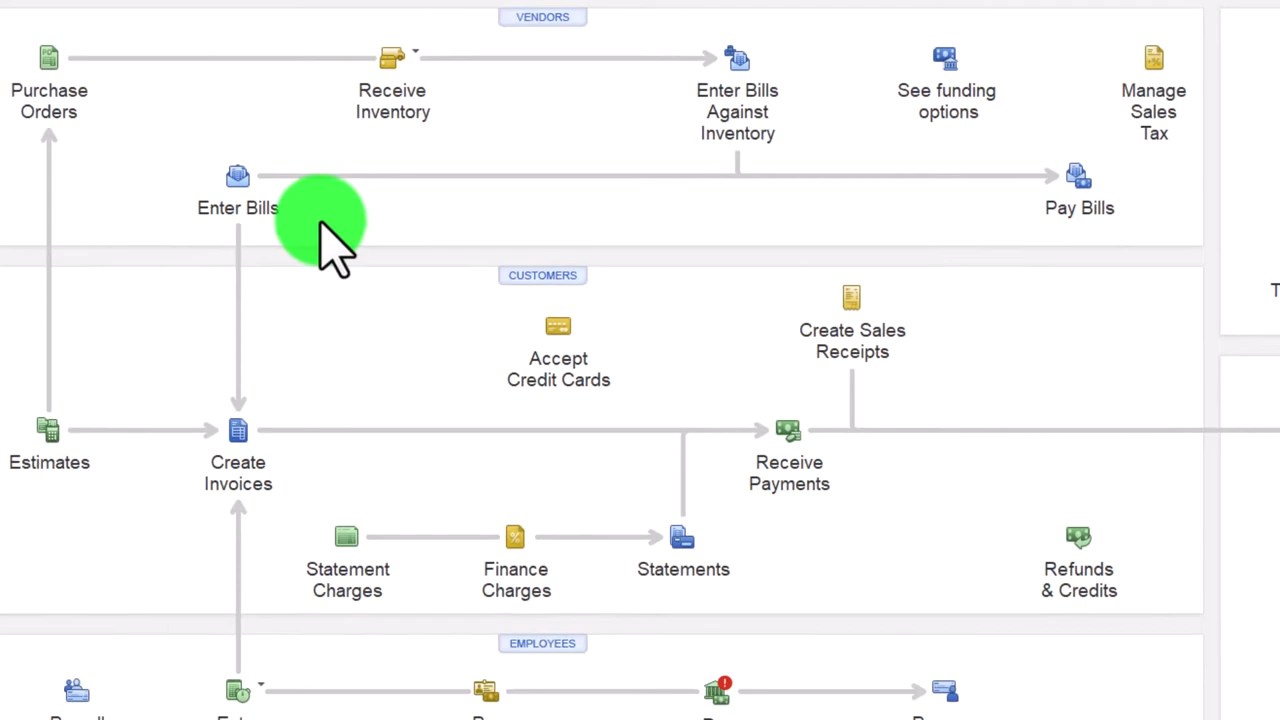 VENDORS
Purchase
Orders
Receive
Inventory
Enter Bills
Against
Inventory
See funding
options
Manage
Sales
Tax
Enter Bills
Pay Bills
CUSTOMERS
Accept
Credit Cards
Create Sales
Receipts
Estimates
Create
Invoices
Receive
Payments
Statement
Charges
Finance
Charges
Statements
Refunds
& Credits
EMPLOYEES